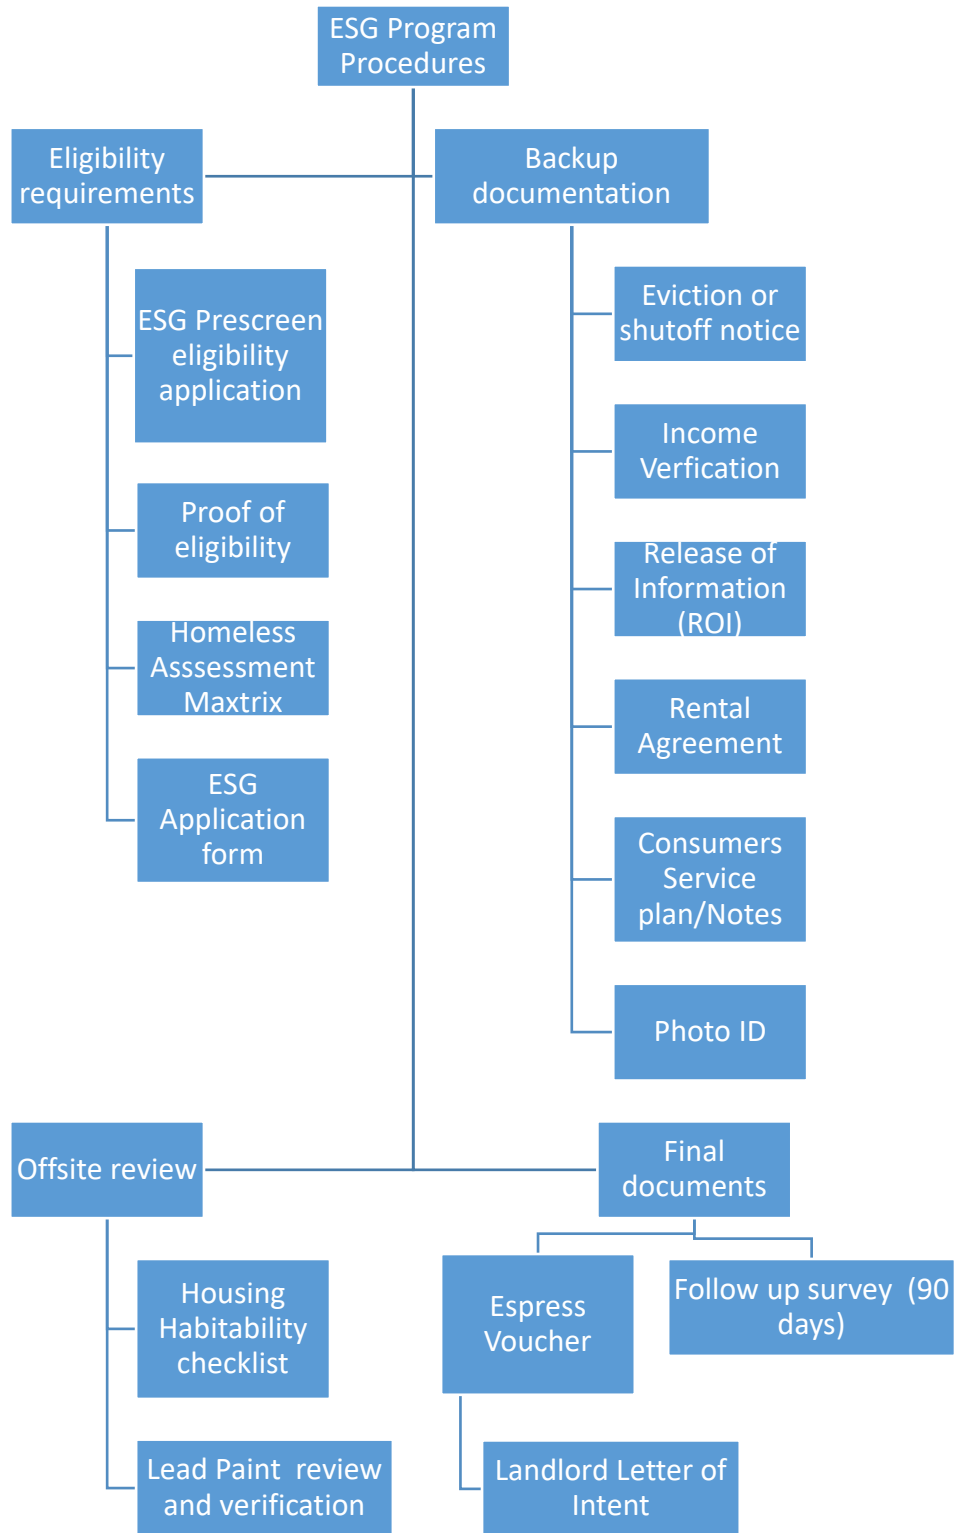 ESG Program
Procedures
Eligibility
requirements
Backup
documentation
ESG Prescreen
eligibility
application
Proof of
eligibility
Homeless
Asssessment
Maxtrix
ESG
Application
form
Eviction or
shutoff notice
Income
Verfication
Release of
Information
(ROI)
Rental
Agreement
Consumers
Service
plan/Notes
Photo ID
Offsite review
Housing
Habitability
checklist
Lead Paint review
and verification
Final
documents
Espress
Voucher
Landlord Letter of
Intent
Follow up survey (90
days)